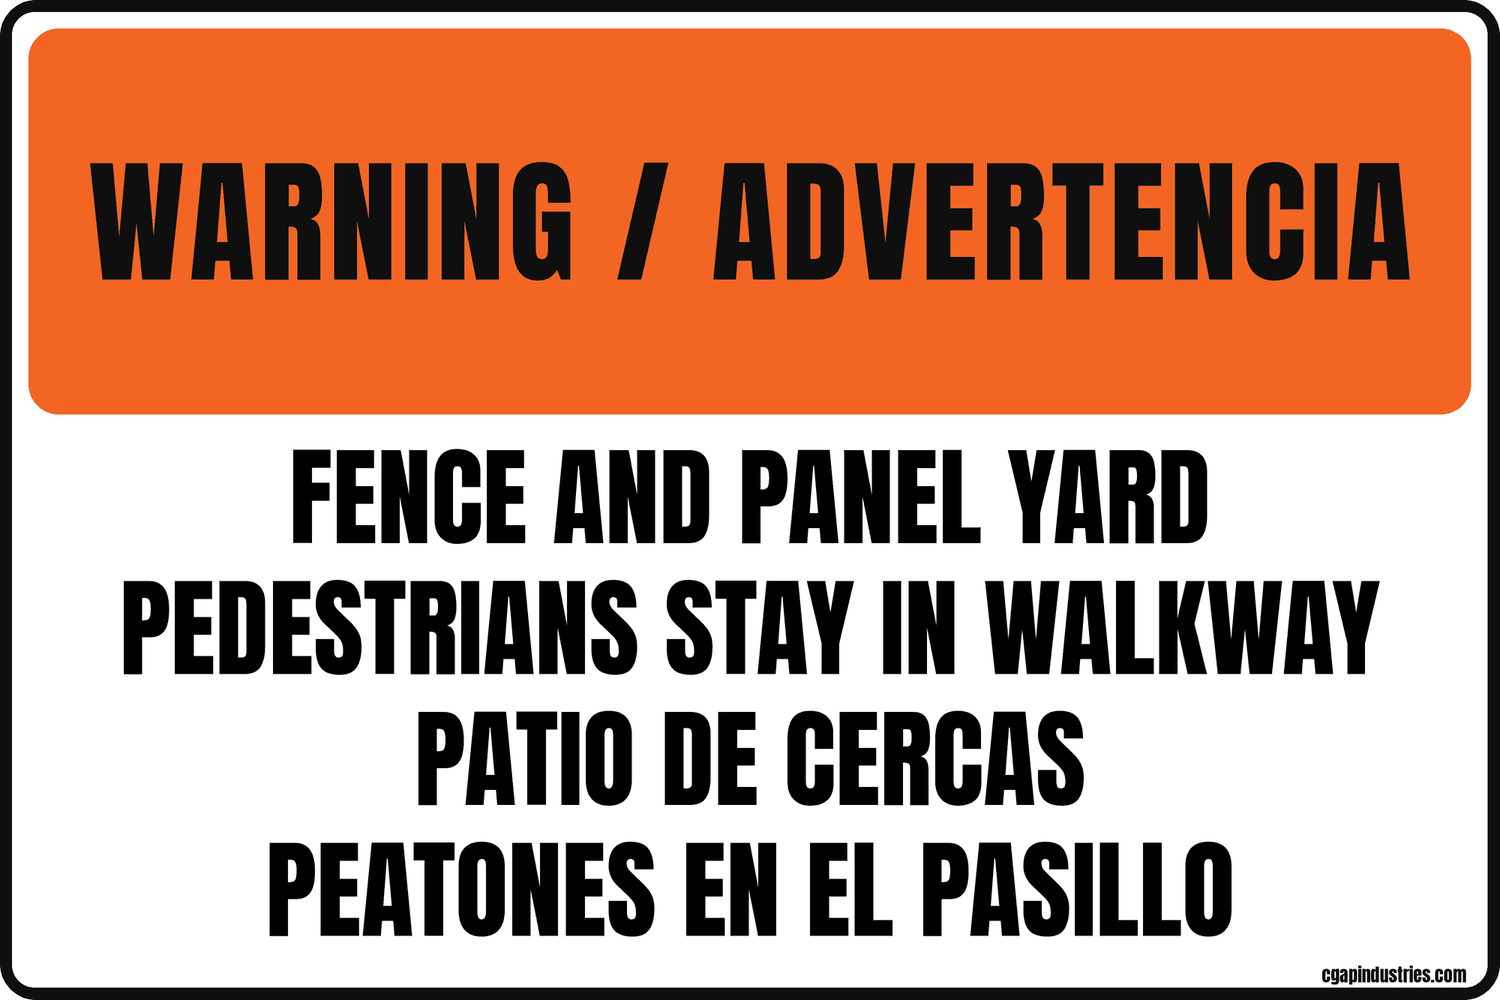 WARNING / ADVERTENCIA
FENCE AND PANEL YARD
PEDESTRIANS STAY IN WALKWAY
PATIO DE CERCAS
PEATONES EN EL PASILLO
cgapindustries.com